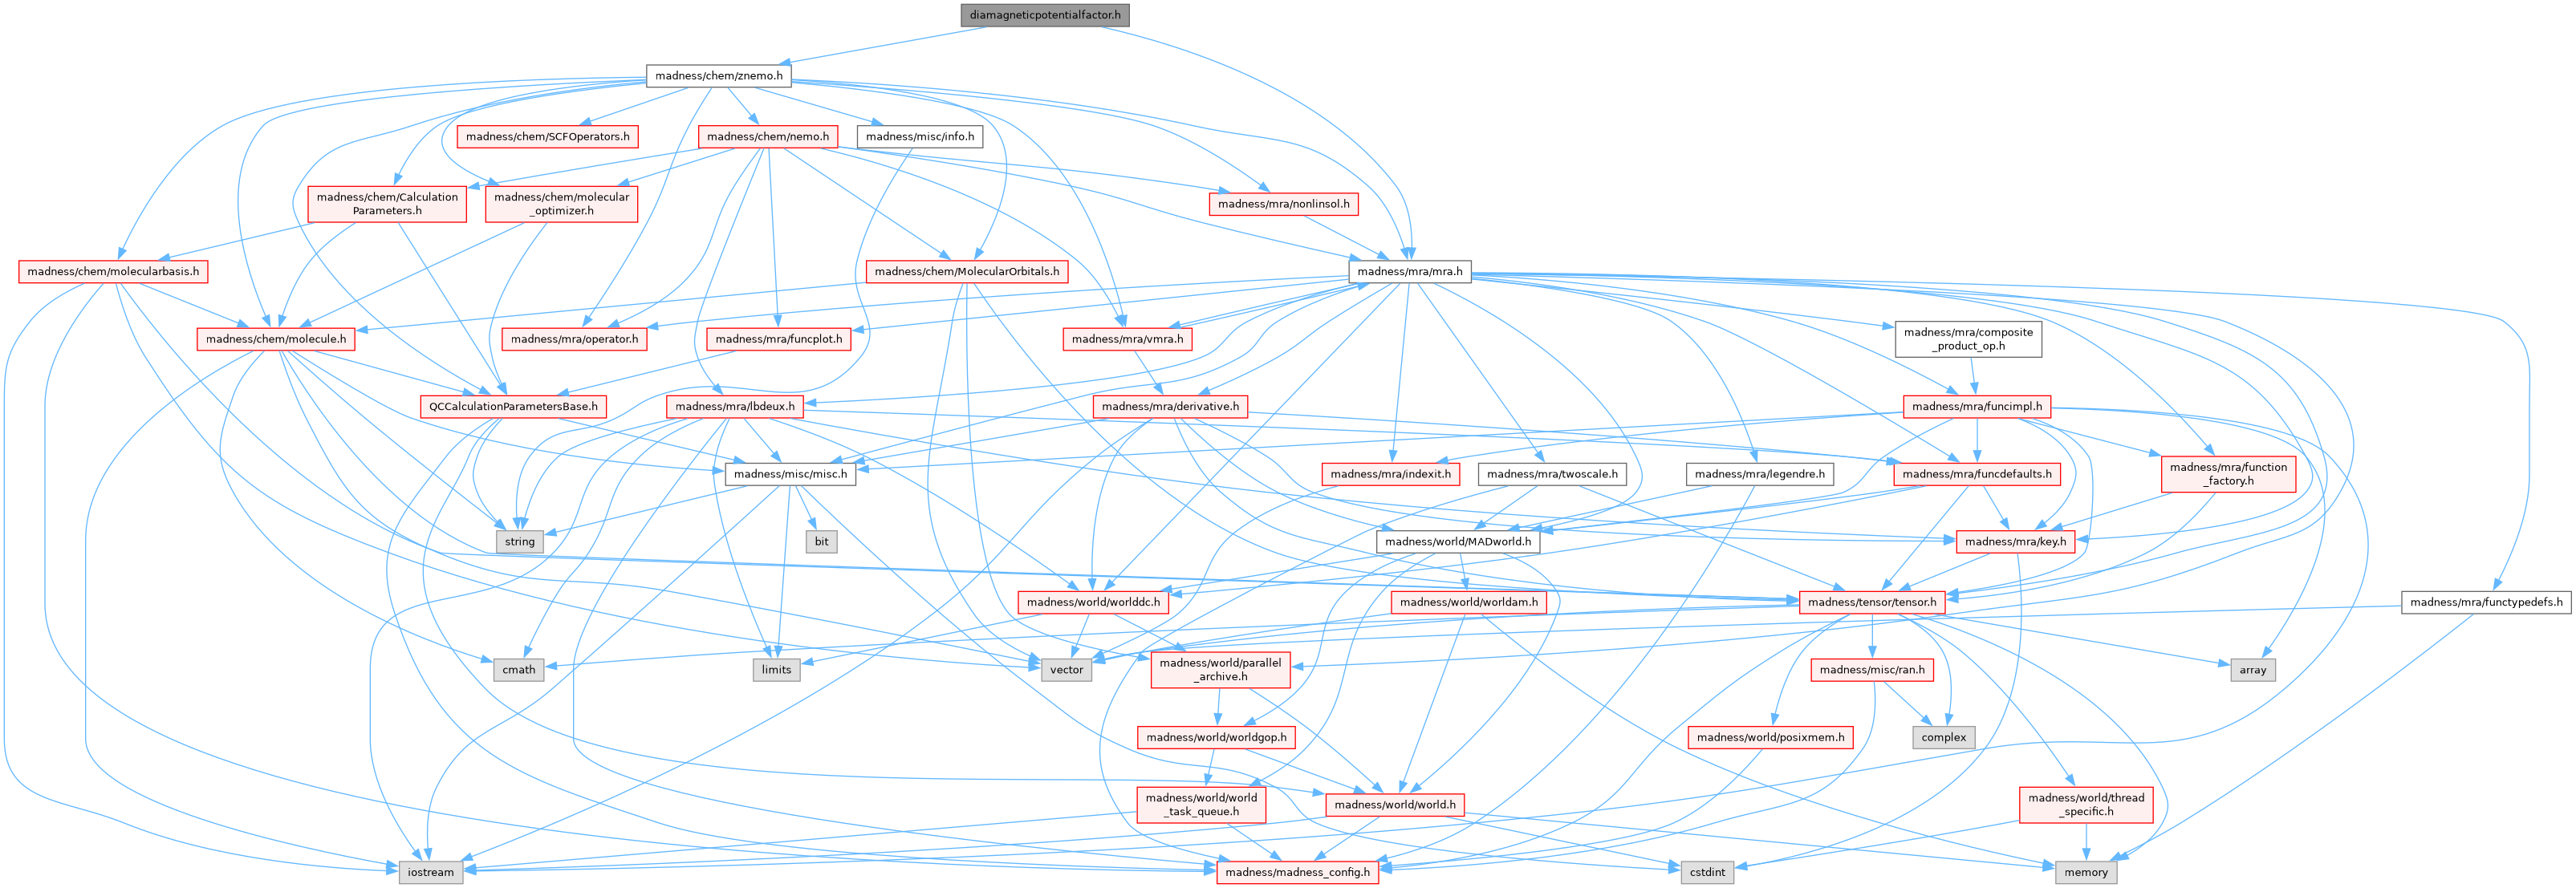 diamagneticpotentialfactor.h
madness/chem/znemo.h
madness/chem/SCFOperators.h
madness/chem/nemo.h
madness/misc/info.h
madness/chem/Calculation
Parameters.h
madness/chem/molecular
_optimizer.h
madness/mra/nonlinsol.h
madness/chem/molecularbasis.h
madness/chem/MolecularOrbitals.h
madness/mra/mra.h
madness/chem/molecule.h
madness/mra/operator.h
madness/mra/funcplot.h
madness/mra/vmra.h
madness/mra/composite
_product_op.h
QCCalculationParametersBase.h
madness/mra/lbdeux.h
madness/mra/derivative.h
madness/mra/funcimpl.h
madness/misc/misc.h
madness/mra/indexit.h
madness/mra/twoscale.h
madness/mra/legendre.h
madness/mra/funcdefaults.h
madness/mra/function
_factory.h
string
bit
madness/world/MADworld.h
madness/mra/key.h
madness/world/worlddc.h
madness/world/worldam.h
madness/tensor/tensor.h
madness/mra/functypedefs.h
cmath
limits
vector
madness/world/parallel
_archive.h
madness/misc/ran.h
array
madness/world/worldgop.h
madness/world/posixmem.h
complex
madness/world/world
_task_queue.h
madness/world/world.h
madness/world/thread
_specific.h
iostream
madness/madness_config.h
cstdint
memory